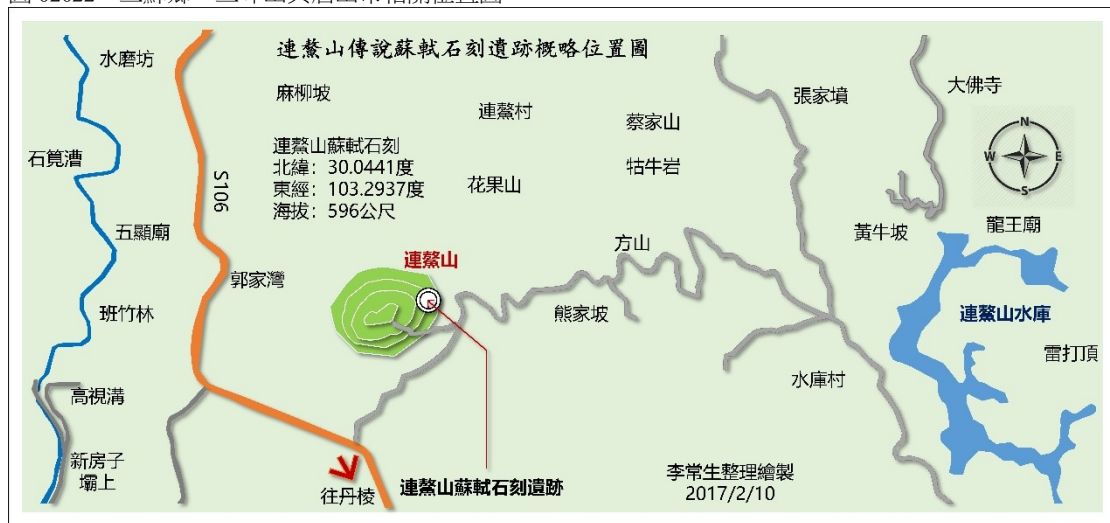 連鰲山傳說蘇軾石刻遺跡概略位置圖
水磨坊
麻柳坡
連鰲村
蔡家山
張家墳
大佛寺
N
W E
S
石筧漕
S106
連鰲山蘇軾石刻
北緯：30.0441度
東經：103.2937度
海拔：596公尺
花果山
牯牛岩
五顯廟
郭家灣
連鰲山
方山
黃牛坡
龍王廟
班竹林
熊家坡
連鰲山水庫
雷打頂
高視溝
水庫村
新房子
壩上
往丹棱
連鰲山蘇軾石刻遺跡
李常生整理繪製
2017/2/10